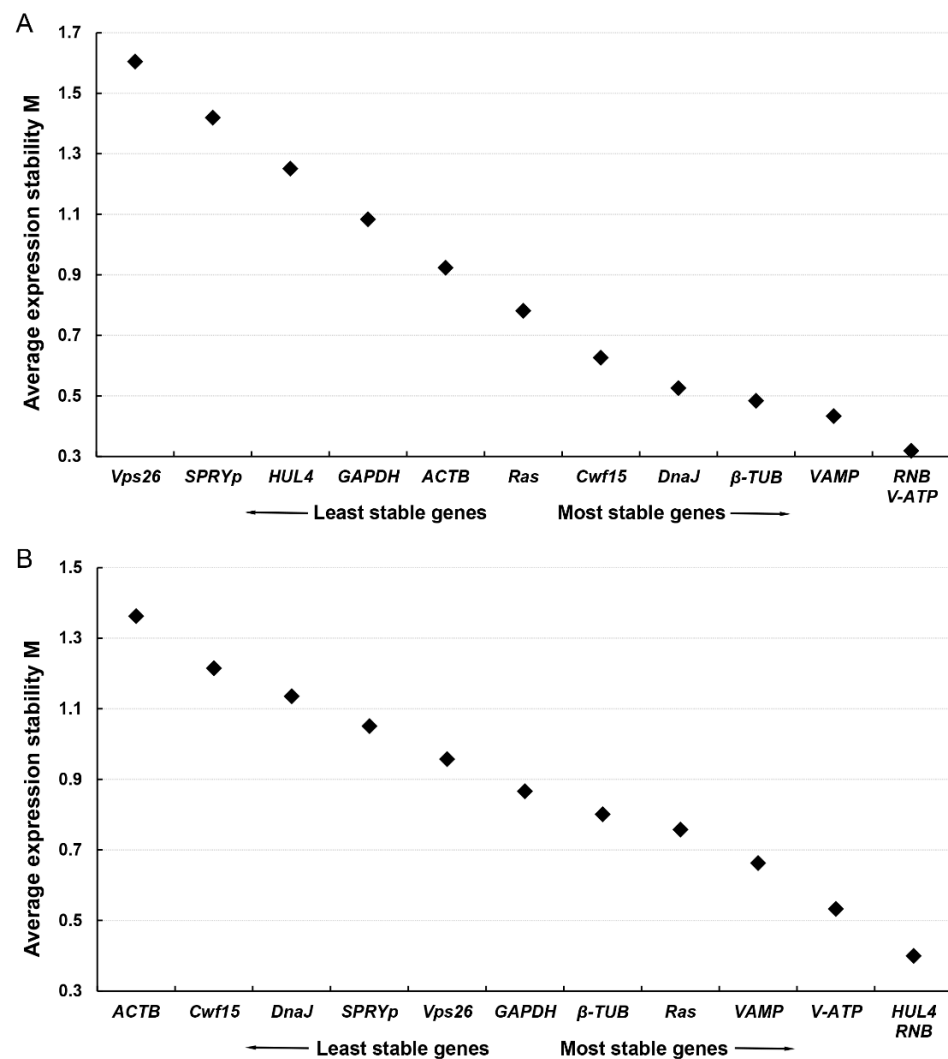 A
Average expression stability M
1.7
1.5
1.3
1.1
0.9
0.7
0.5
0.3
Vps26 SPRYp HUL4 GAPDH ACTB Ras Cwf15 DnaJ β-TUB VAMP RNB
V-ATP
Least stable genes Most stable genes
B
Average expression stability M
1.5
1.3
1.1
0.9
0.7
0.5
0.3
ACTB Cwf15 DnaJ SPRYp Vps26 GAPDH β-TUB Ras VAMP V-ATP HUL4
RNB
Least stable genes Most stable genes